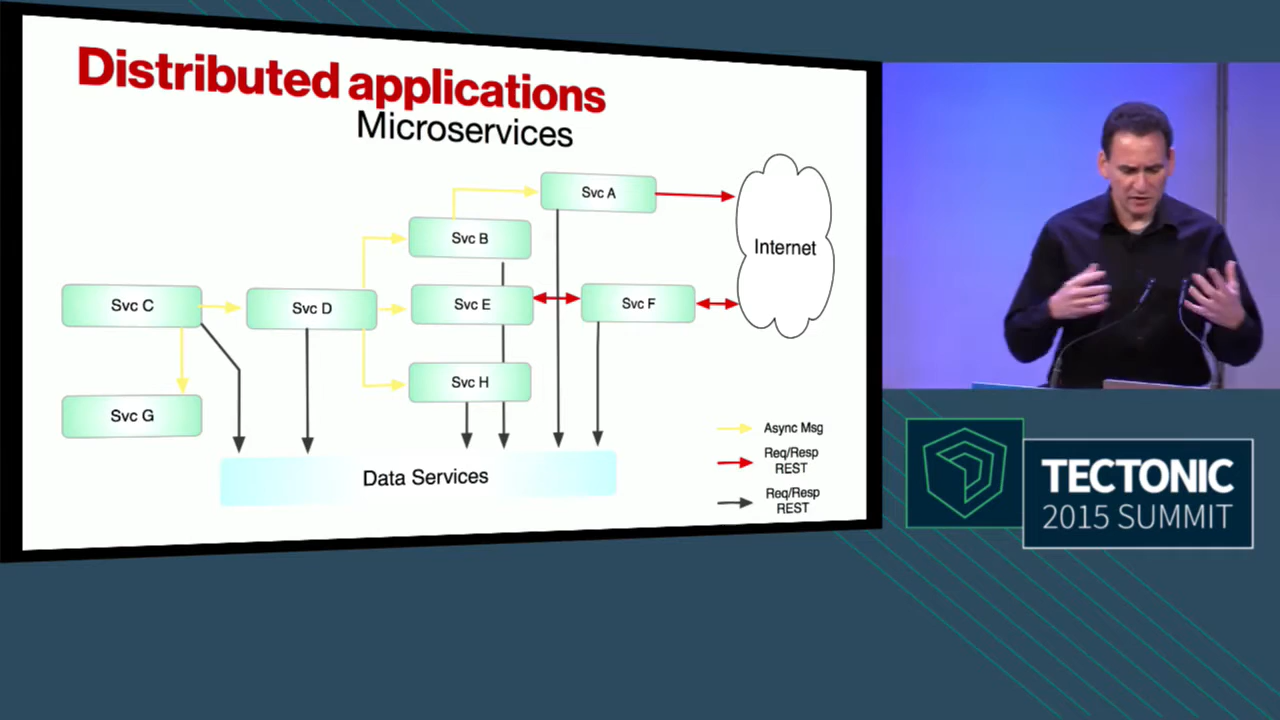 Distributed applications
Microservices
Svc A
Svc B
Internet
Svc C
Svc D
Svc E
Svc F
Svc H
Svc G
Data Services
Async Msg
Req/Resp
REST
Req/Resp
REST
TECTONIC
2015 SUMMIT